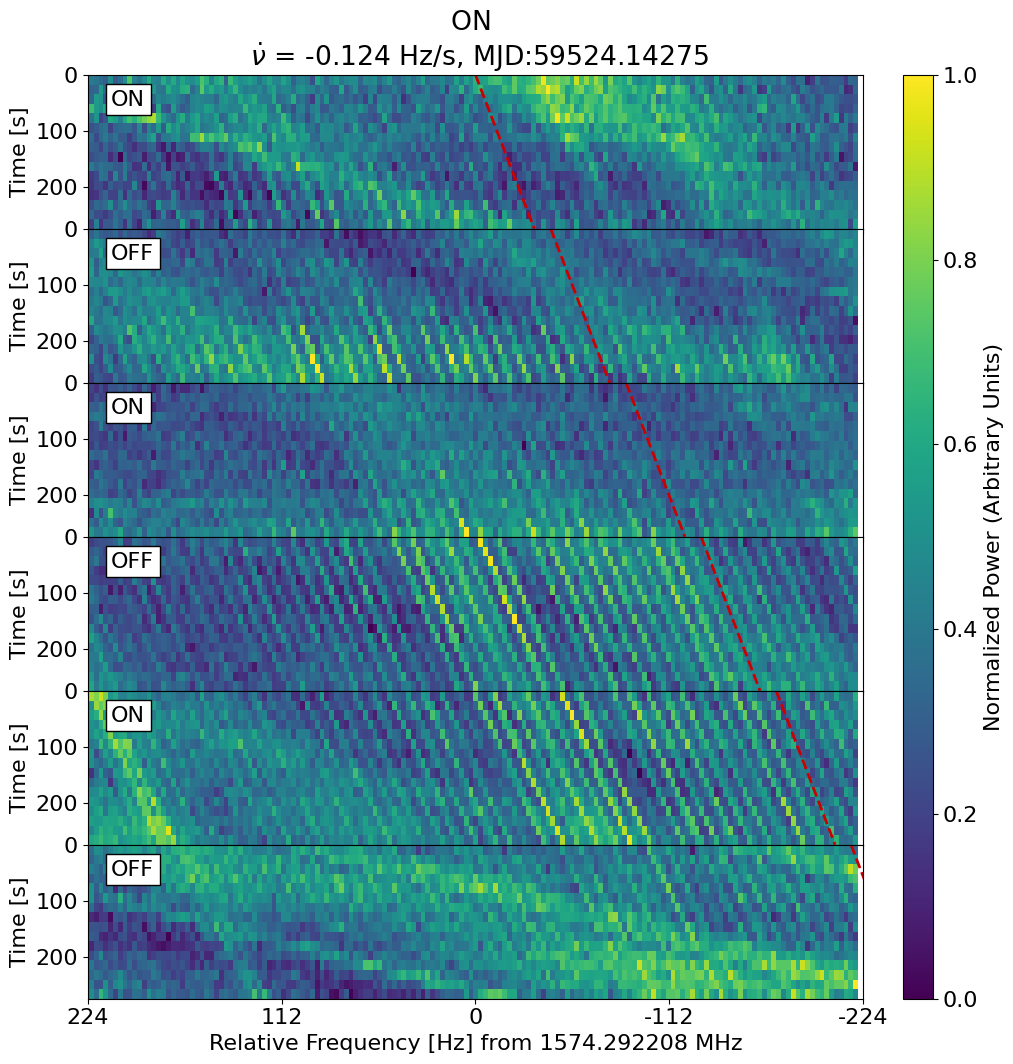 ON
ν̇ = -0.124 Hz/s, MJD:59524.14275
0
ON
100
Time [s]
200
0
OFF
100
Time [s]
200
0
ON
100
Time [s]
200
0
OFF
100
Time [s]
200
0
ON
100
Time [s]
200
0
OFF
100
Time [s]
200
224 112 0 -112 -224
Relative Frequency [Hz] from 1574.292208 MHz
1.0
0.8
0.6
0.4
0.2
0.0
Normalized Power (Arbitrary Units)